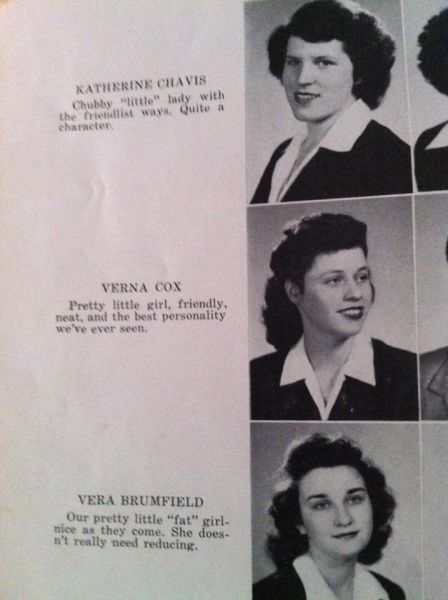 KATHERINE CHAVIS
Chubby "little" lady with
the friendlist ways. Quite a
character.
VERNA COX
Pretty little girl, friendly,
neat, and the best personality
we've ever seen.
VERA BRUMFIELD
Our pretty little "fat" girl-
nice as they come. She does-
n't really need reducing.